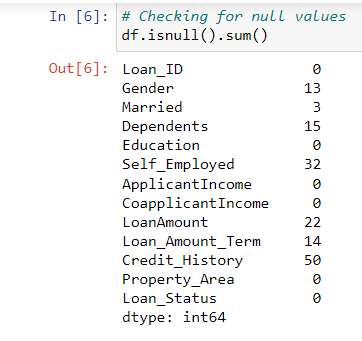 In [6]: # Checking for null values
df.isnull().sum()
Out[6]: Loan_ID 0
Gender 13
Married 3
Dependents 15
Education 0
Self_Employed 32
ApplicantIncome 0
CoapplicantIncome 0
LoanAmount 22
Loan_Amount_Term 14
Credit_History 50
Property_Area 0
Loan_Status 0
dtype: int64